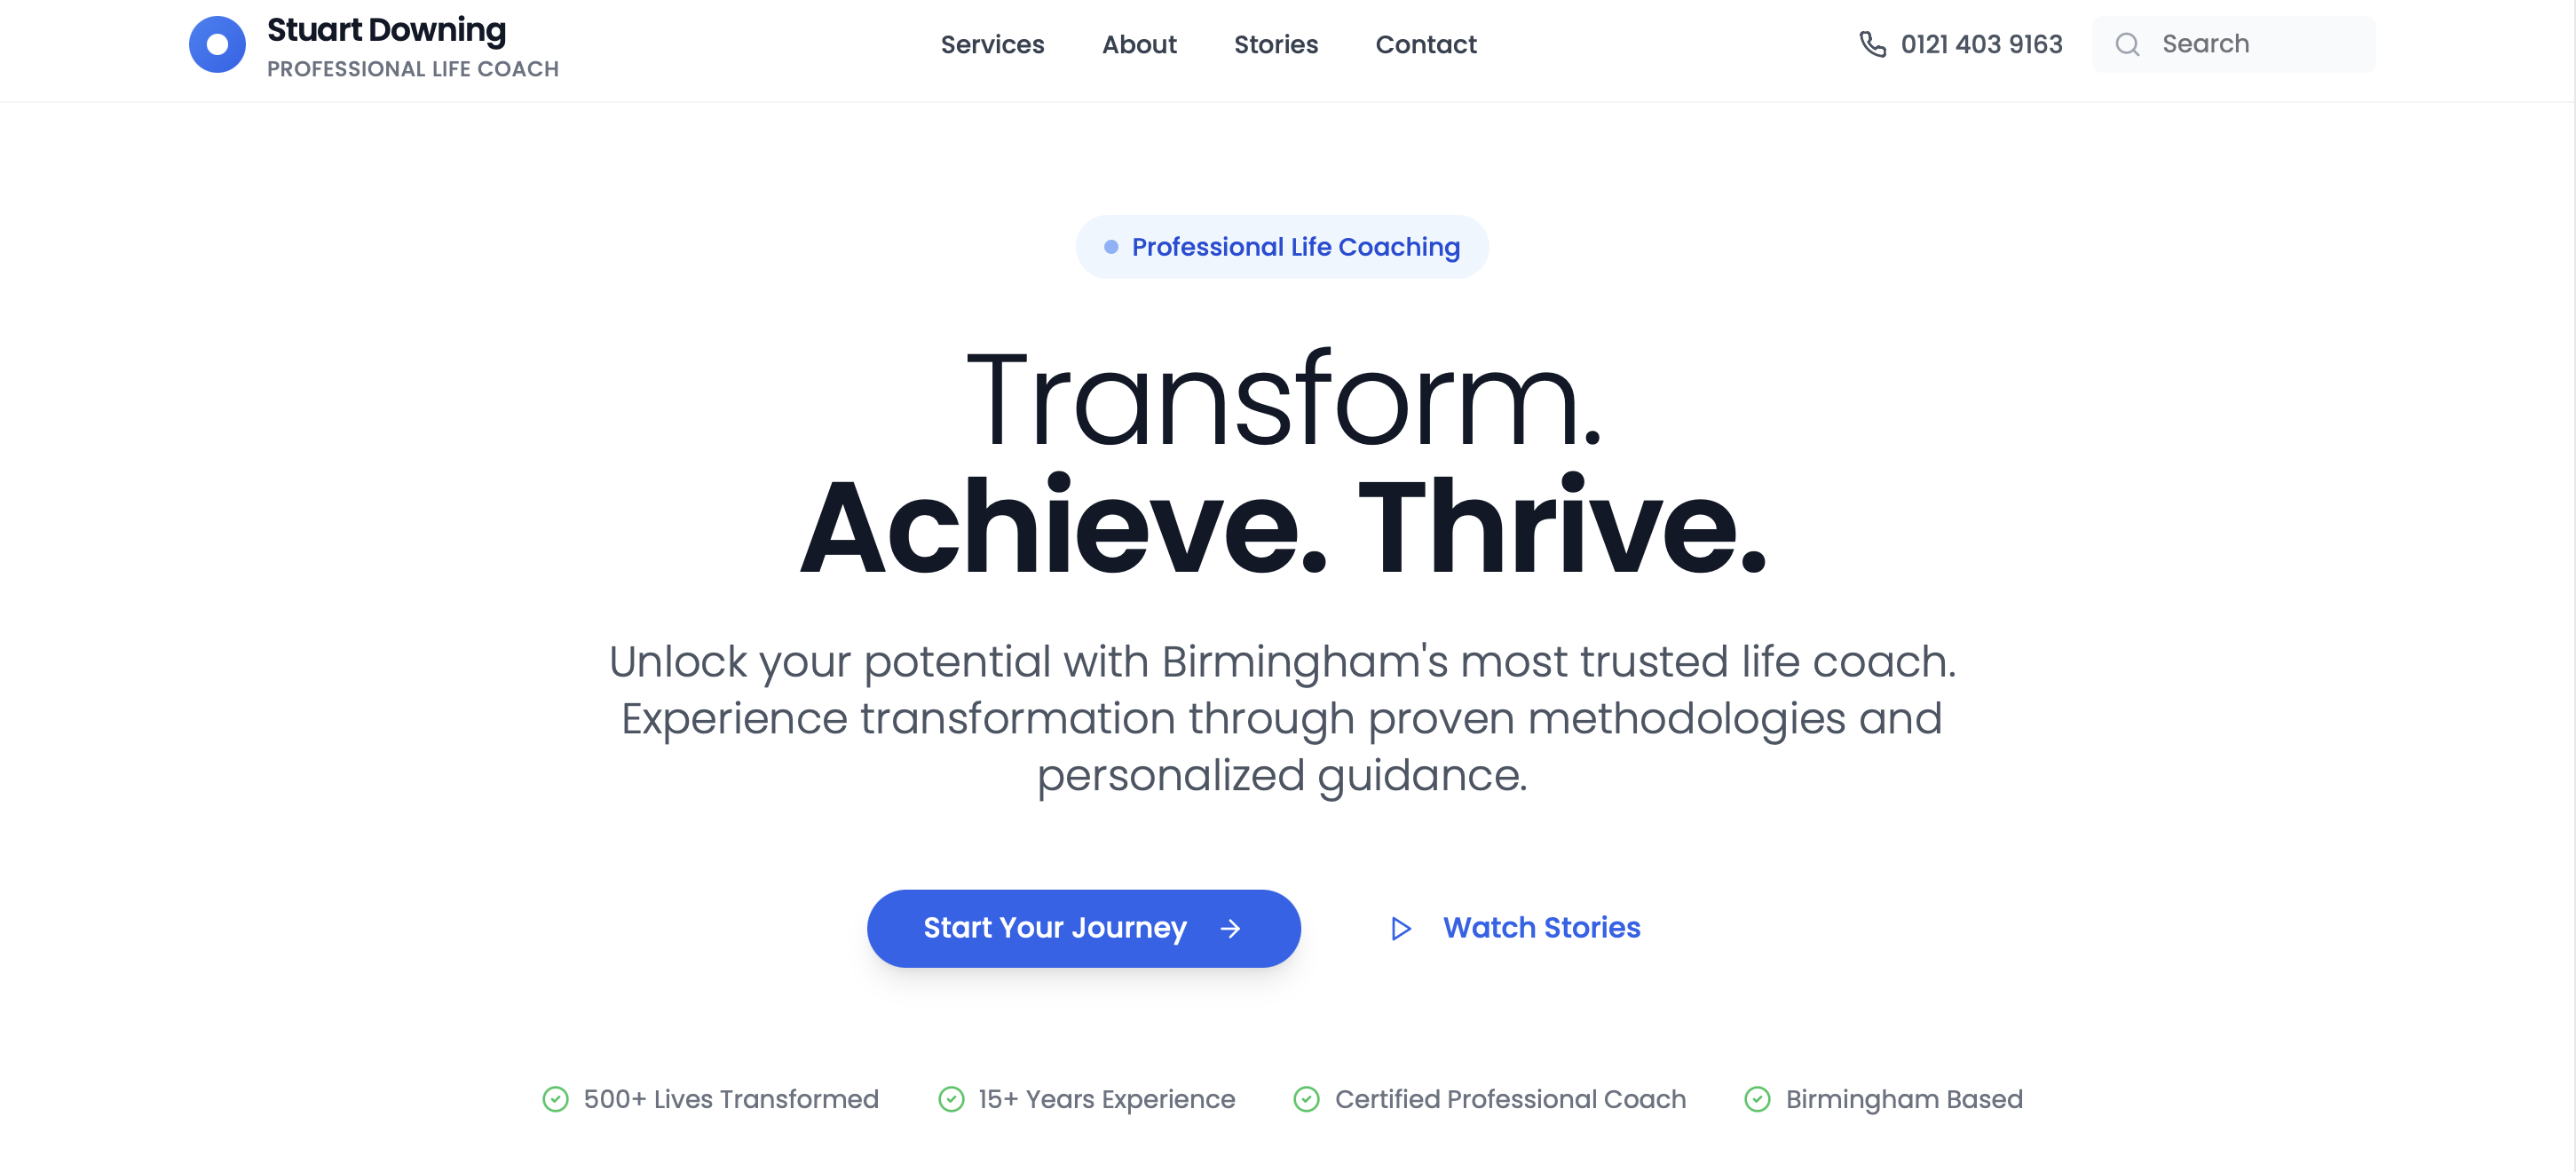 Stuart Downing
PROFESSIONAL LIFE COACH
Services
About
Stories
Contact
0121 403 9163
Search
Professional Life Coaching
Transform.
Achieve. Thrive.
Unlock your potential with Birmingham's most trusted life coach.
Experience transformation through proven methodologies and
personalized guidance.
Start Your Journey
Watch Stories
500+ Lives Transformed
15+ Years Experience
Certified Professional Coach
Birmingham Based